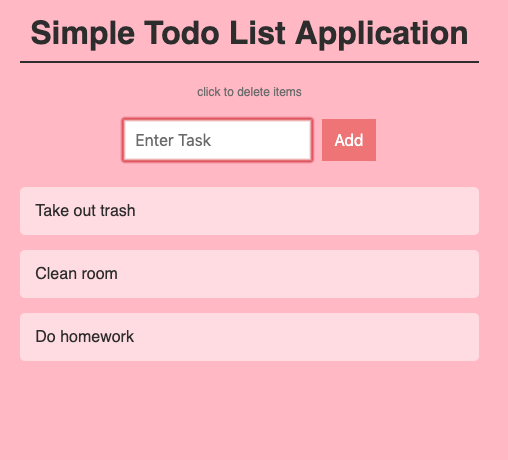 Simple Todo List Application
click to delete items
Enter Task
Add
Take out trash
Clean room
Do homework